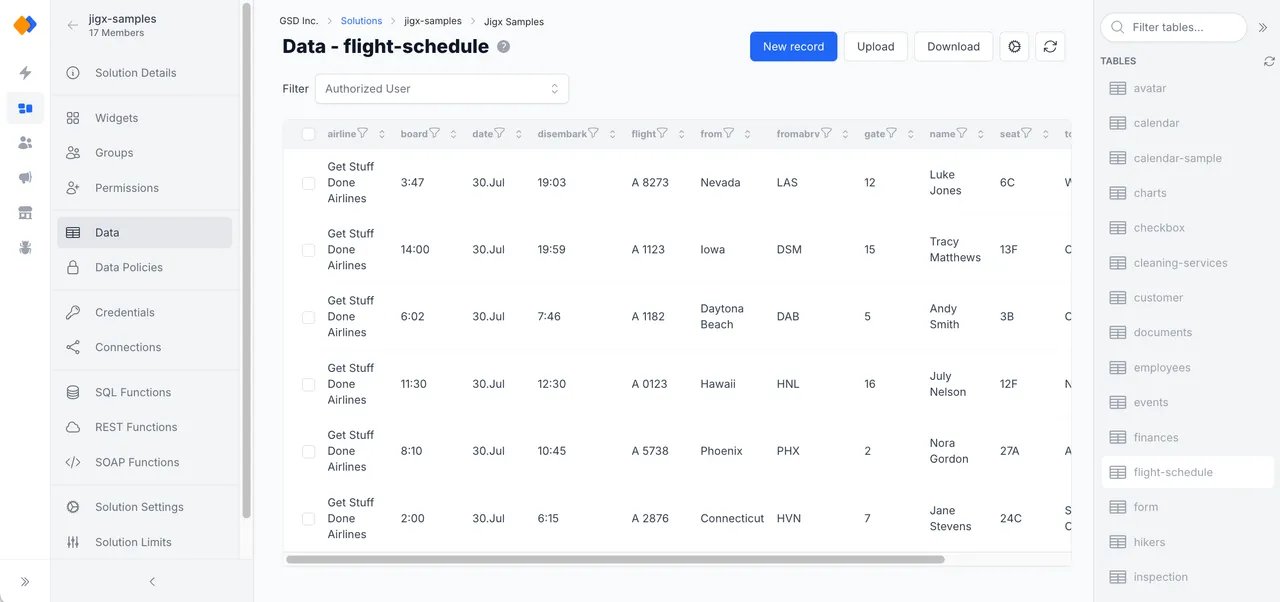 jigx-samples
17 Members
Solution Details
Widgets
Groups
Permissions
Data
Data Policies
Credentials
Connections
SQL Functions
REST Functions
SOAP Functions
Solution Settings
Solution Limits
GSD Inc. > Solutions > jigx-samples > Jigx Samples
Data - flight-schedule ?
New record Upload Download
Filter Authorized User
airline board date disembark flight from fromabrv gate name seat
Get Stuff Done Airlines 3:47 30.Jul 19:03 A 8273 Nevada LAS 12 Luke Jones 6C
Get Stuff Done Airlines 14:00 30.Jul 19:59 A 1123 Iowa DSM 15 Tracy Matthews 13F
Get Stuff Done Airlines 6:02 30.Jul 7:46 A 1182 Daytona Beach DAB 5 Andy Smith 3B
Get Stuff Done Airlines 11:30 30.Jul 12:30 A 0123 Hawaii HNL 16 July Nelson 12F
Get Stuff Done Airlines 8:10 30.Jul 10:45 A 5738 Phoenix PHX 2 Nora Gordon 27A
Get Stuff Done Airlines 2:00 30.Jul 6:15 A 2876 Connecticut HVN 7 Jane Stevens 24C
Filter tables...
TABLES
avatar
calendar
calendar-sample
charts
checkbox
cleaning-services
customer
documents
employees
events
finances
flight-schedule
form
hikers
inspection